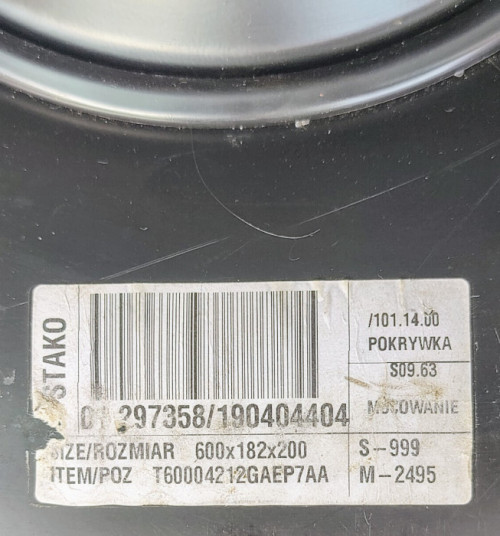 STAKO
/101.14.00
POKRYWKA
S09.63
MOCOWANIE
297358/190404404
SIZE/ROZMIAR 600x182x200
S-999
ITEM/POZ T60004212GAEP7AA
M-2495